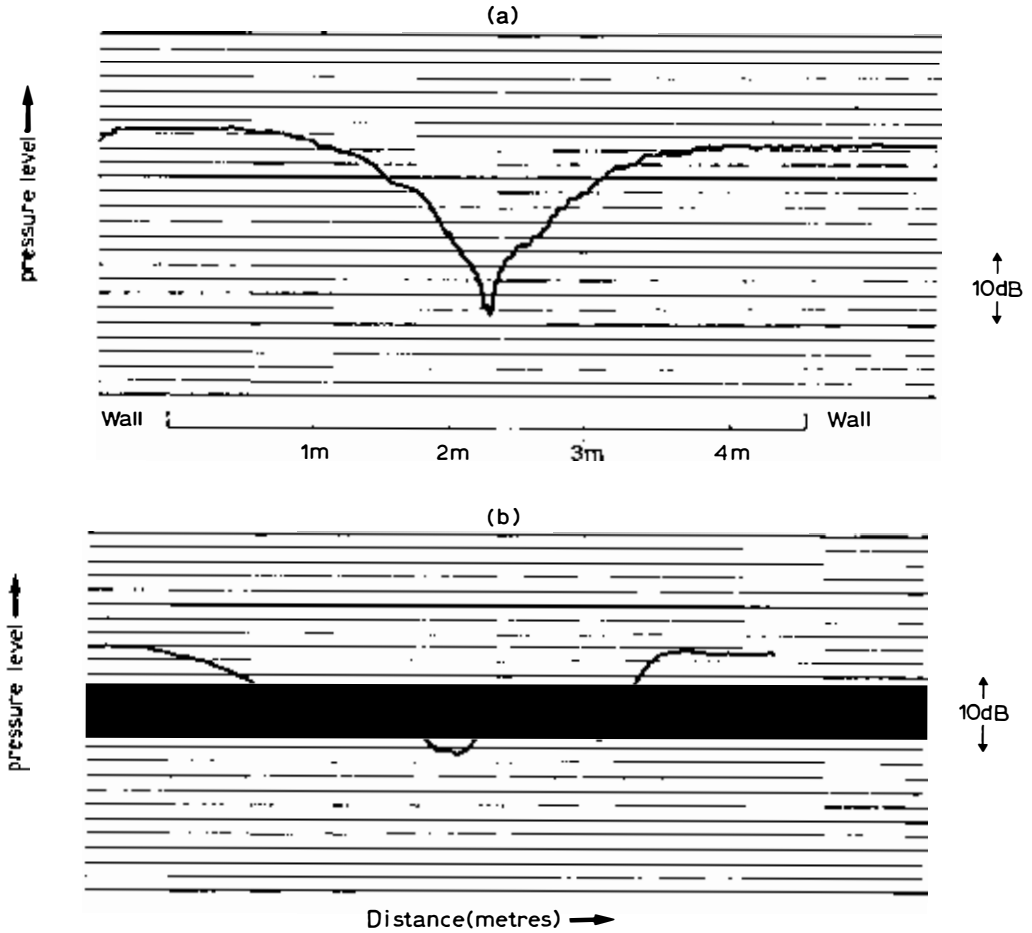 (a)
pressure level
10dB
Wall Wall
1m 2m 3m 4m
(b)
pressure level
10dB
Distance(metres)